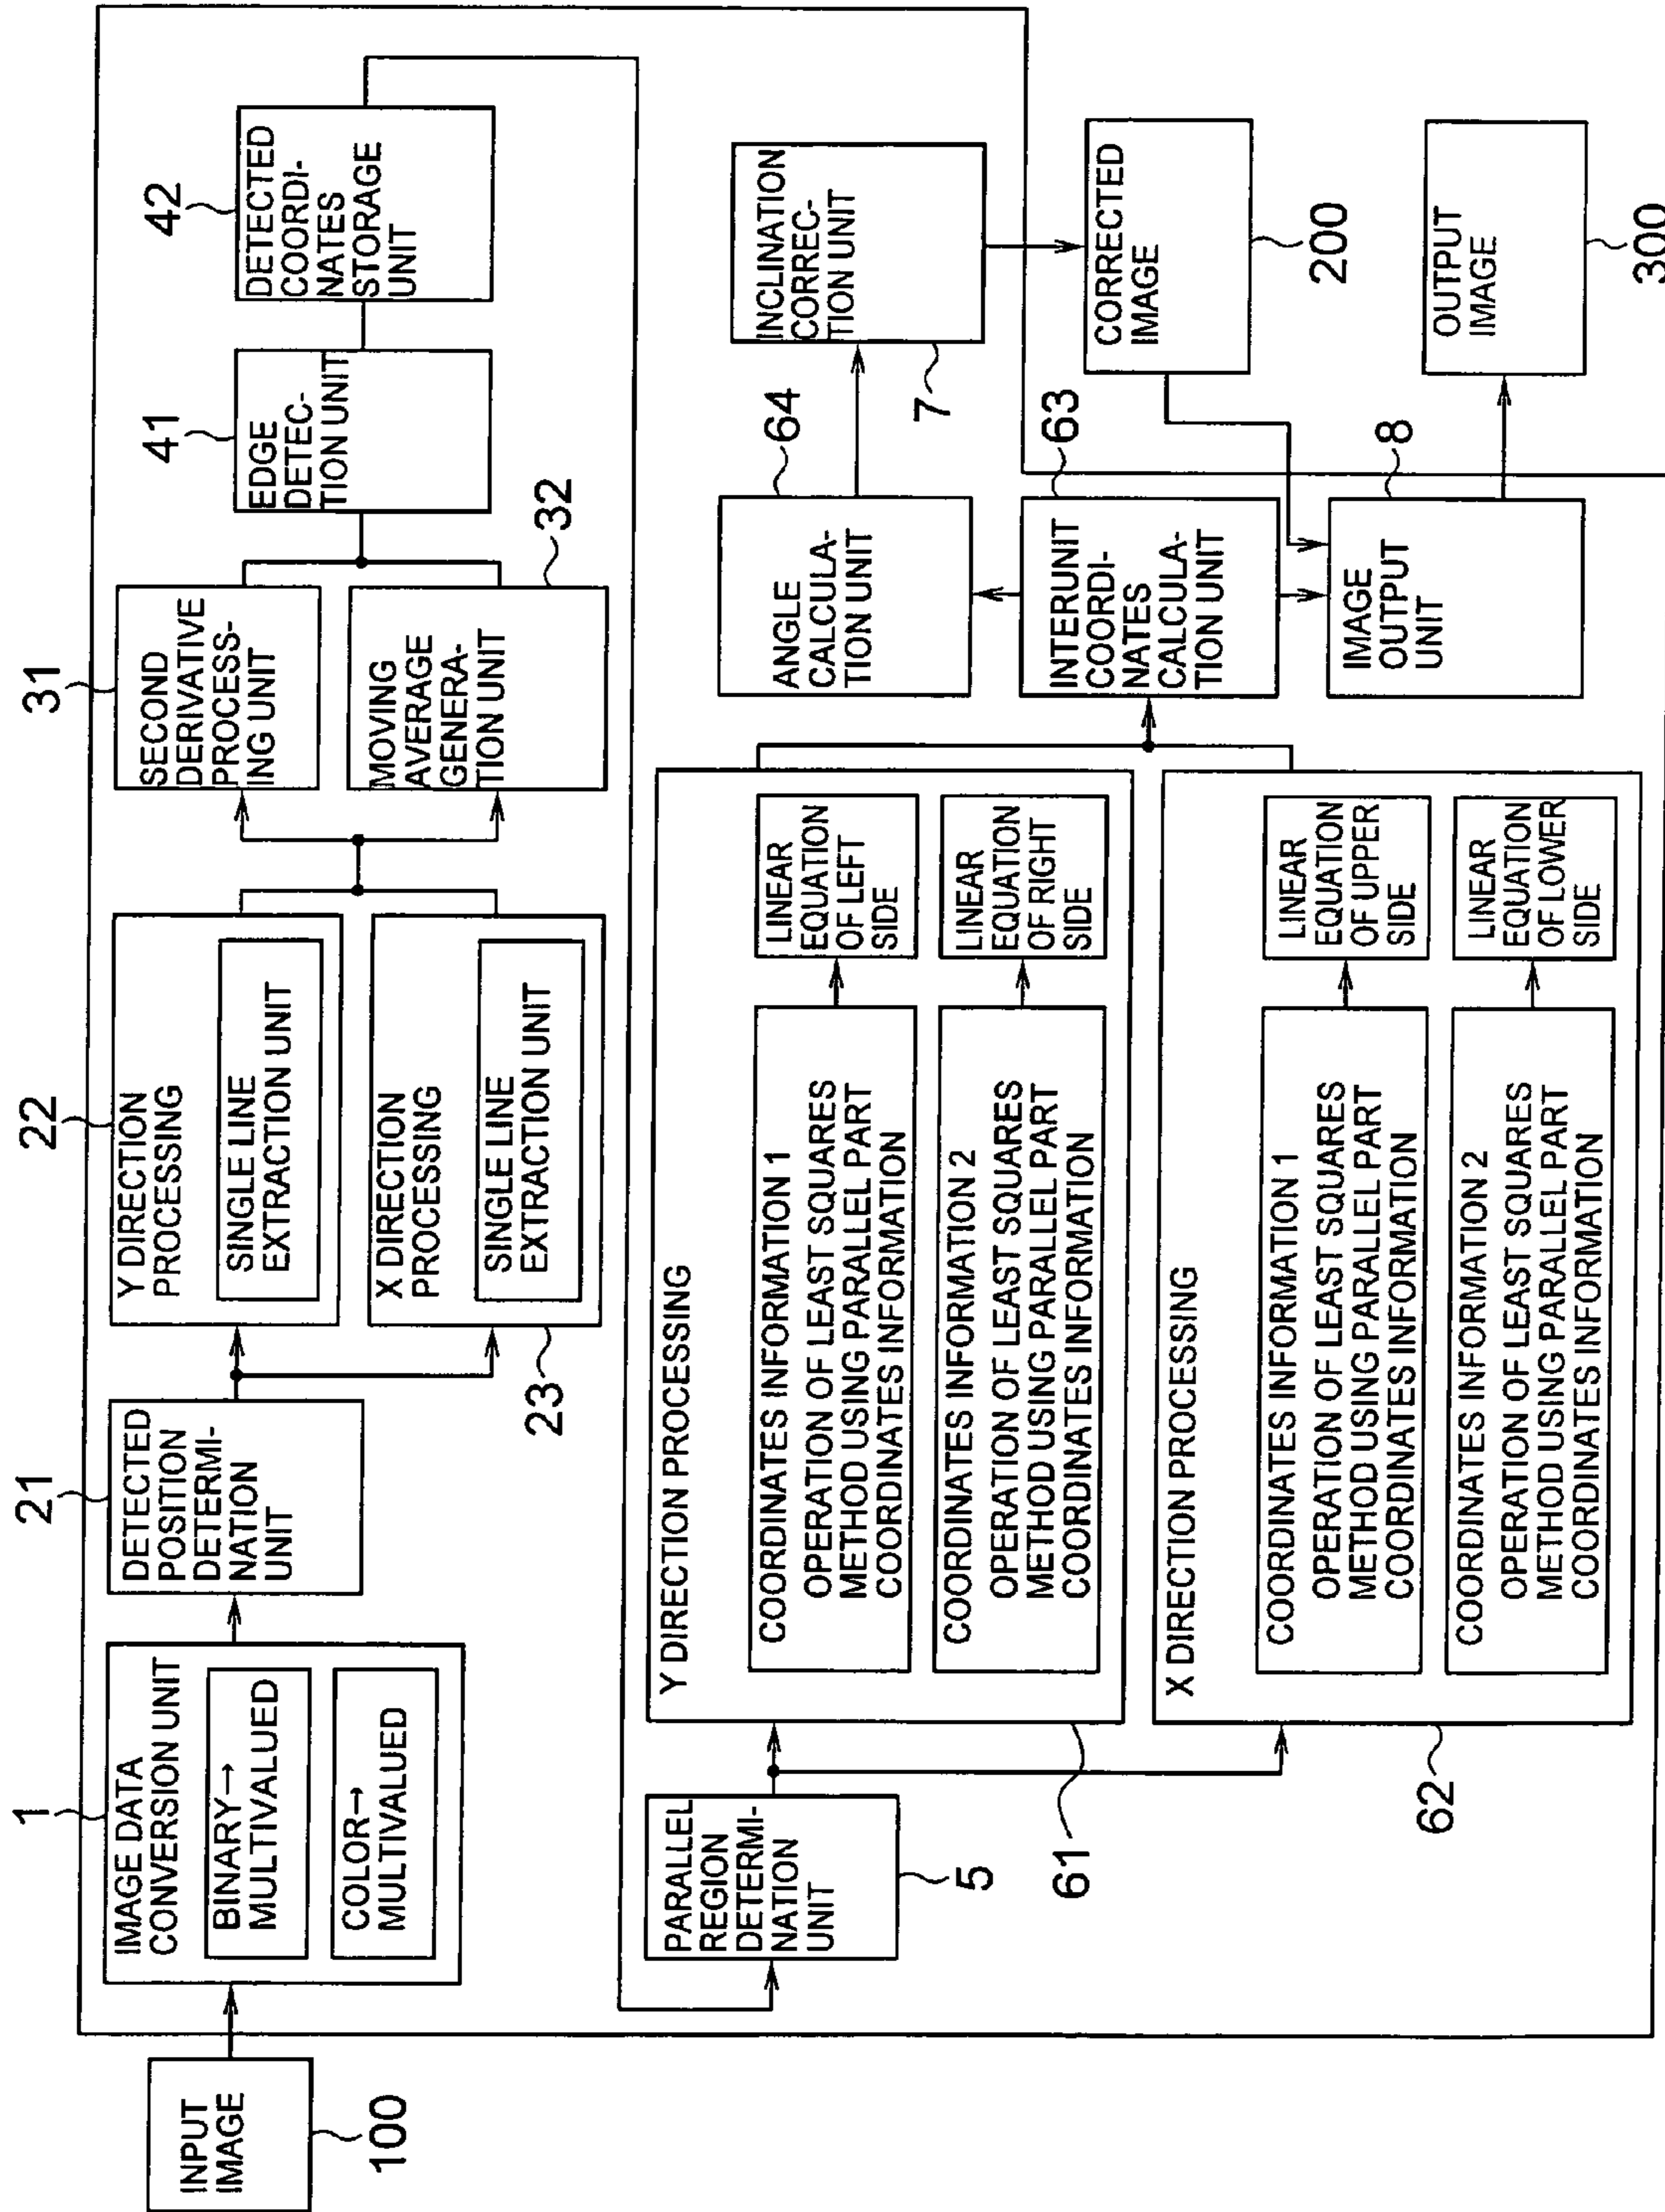 100
INPUT
IMAGE
1
IMAGE DATA
CONVERSION UNIT
BINARY→
MULTIVALUED
COLOR→
MULTIVALUED
21
DETECTED
POSITION
DETERMI-
NATION
UNIT
22
Y DIRECTION
PROCESSING
SINGLE LINE
EXTRACTION UNIT
X DIRECTION
PROCESSING
SINGLE LINE
EXTRACTION UNIT
23
31
SECOND
DERIVATIVE
PROCESS-
ING UNIT
MOVING
AVERAGE
GENERA-
TION UNIT
32
41
EDGE
DETEC-
TION UNIT
42
DETECTED
COORDI-
NATES
STORAGE
UNIT
PARALLEL
REGION
DETERMI-
NATION
UNIT
5
Y DIRECTION PROCESSING
COORDINATES INFORMATION 1
OPERATION OF LEAST SQUARES
METHOD USING PARALLEL PART
COORDINATES INFORMATION
LINEAR
EQUATION
OF LEFT
SIDE
COORDINATES INFORMATION 2
OPERATION OF LEAST SQUARES
METHOD USING PARALLEL PART
COORDINATES INFORMATION
LINEAR
EQUATION
OF RIGHT
SIDE
61
X DIRECTION PROCESSING
COORDINATES INFORMATION 1
OPERATION OF LEAST SQUARES
METHOD USING PARALLEL PART
COORDINATES INFORMATION
LINEAR
EQUATION
OF UPPER
SIDE
COORDINATES INFORMATION 2
OPERATION OF LEAST SQUARES
METHOD USING PARALLEL PART
COORDINATES INFORMATION
LINEAR
EQUATION
OF LOWER
SIDE
62
64
ANGLE
CALCULA-
TION UNIT
63
INTERUNIT
COORDI-
NATES
CALCULA-
TION UNIT
8
IMAGE
OUTPUT
UNIT
INCLINATION
CORREC-
TION UNIT
7
CORRECTED
IMAGE
200
OUTPUT
IMAGE
300